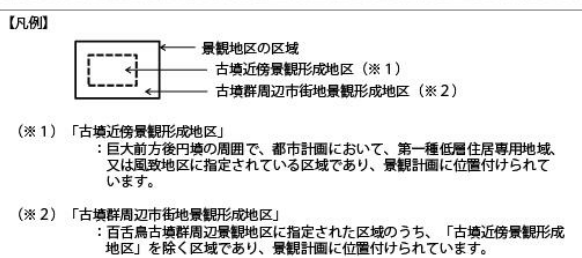 【凡例】
景観地区の区域
古墳近傍景観形成地区（※１）
古墳群周辺市街地景観形成地区（※２）
（※１）「古墳近傍景観形成地区」
：巨大前方後円墳の周囲で、都市計画において、第一種低層住居専用地域、
又は風致地区に指定されている区域であり、景観計画に位置付けられて
います。
（※２）「古墳群周辺市街地景観形成地区」
：百舌鳥古墳群周辺景観地区に指定された区域のうち、「古墳近傍景観形成
地区」を除く区域であり、景観計画に位置付けられています。